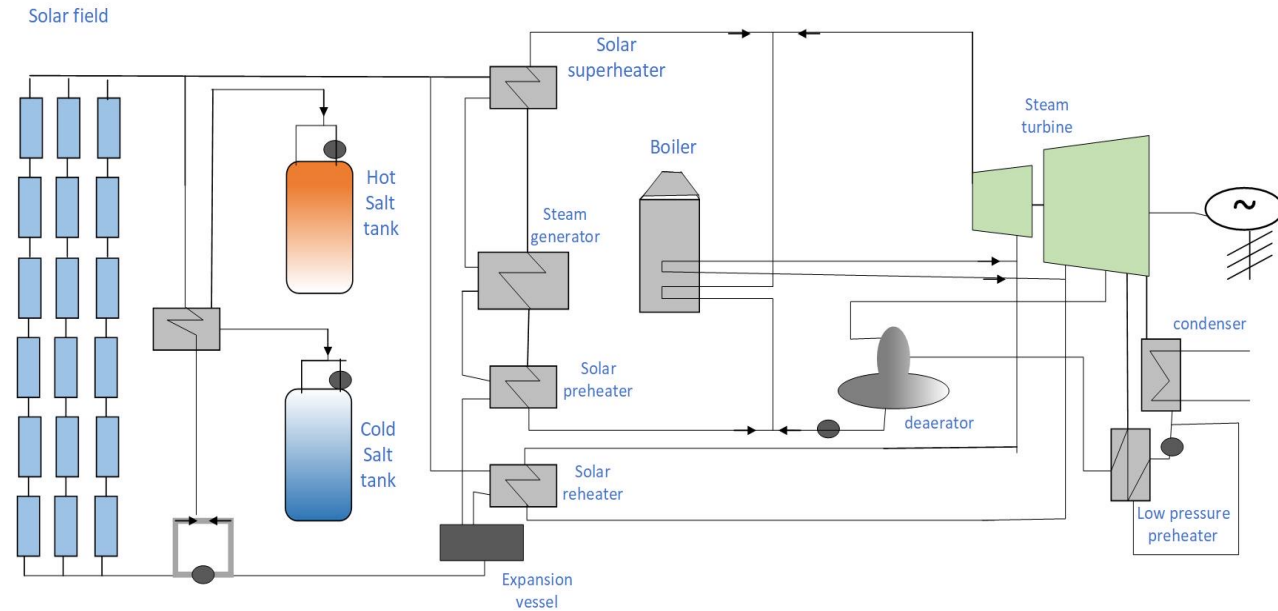 Solar field
Solar
superheater
Steam
turbine
Boiler
Hot
Salt
tank
Steam
generator
~
condenser
Solar
preheater
deaerator
Cold
Salt
tank
Solar
reheater
Low pressure
preheater
Expansion
vessel